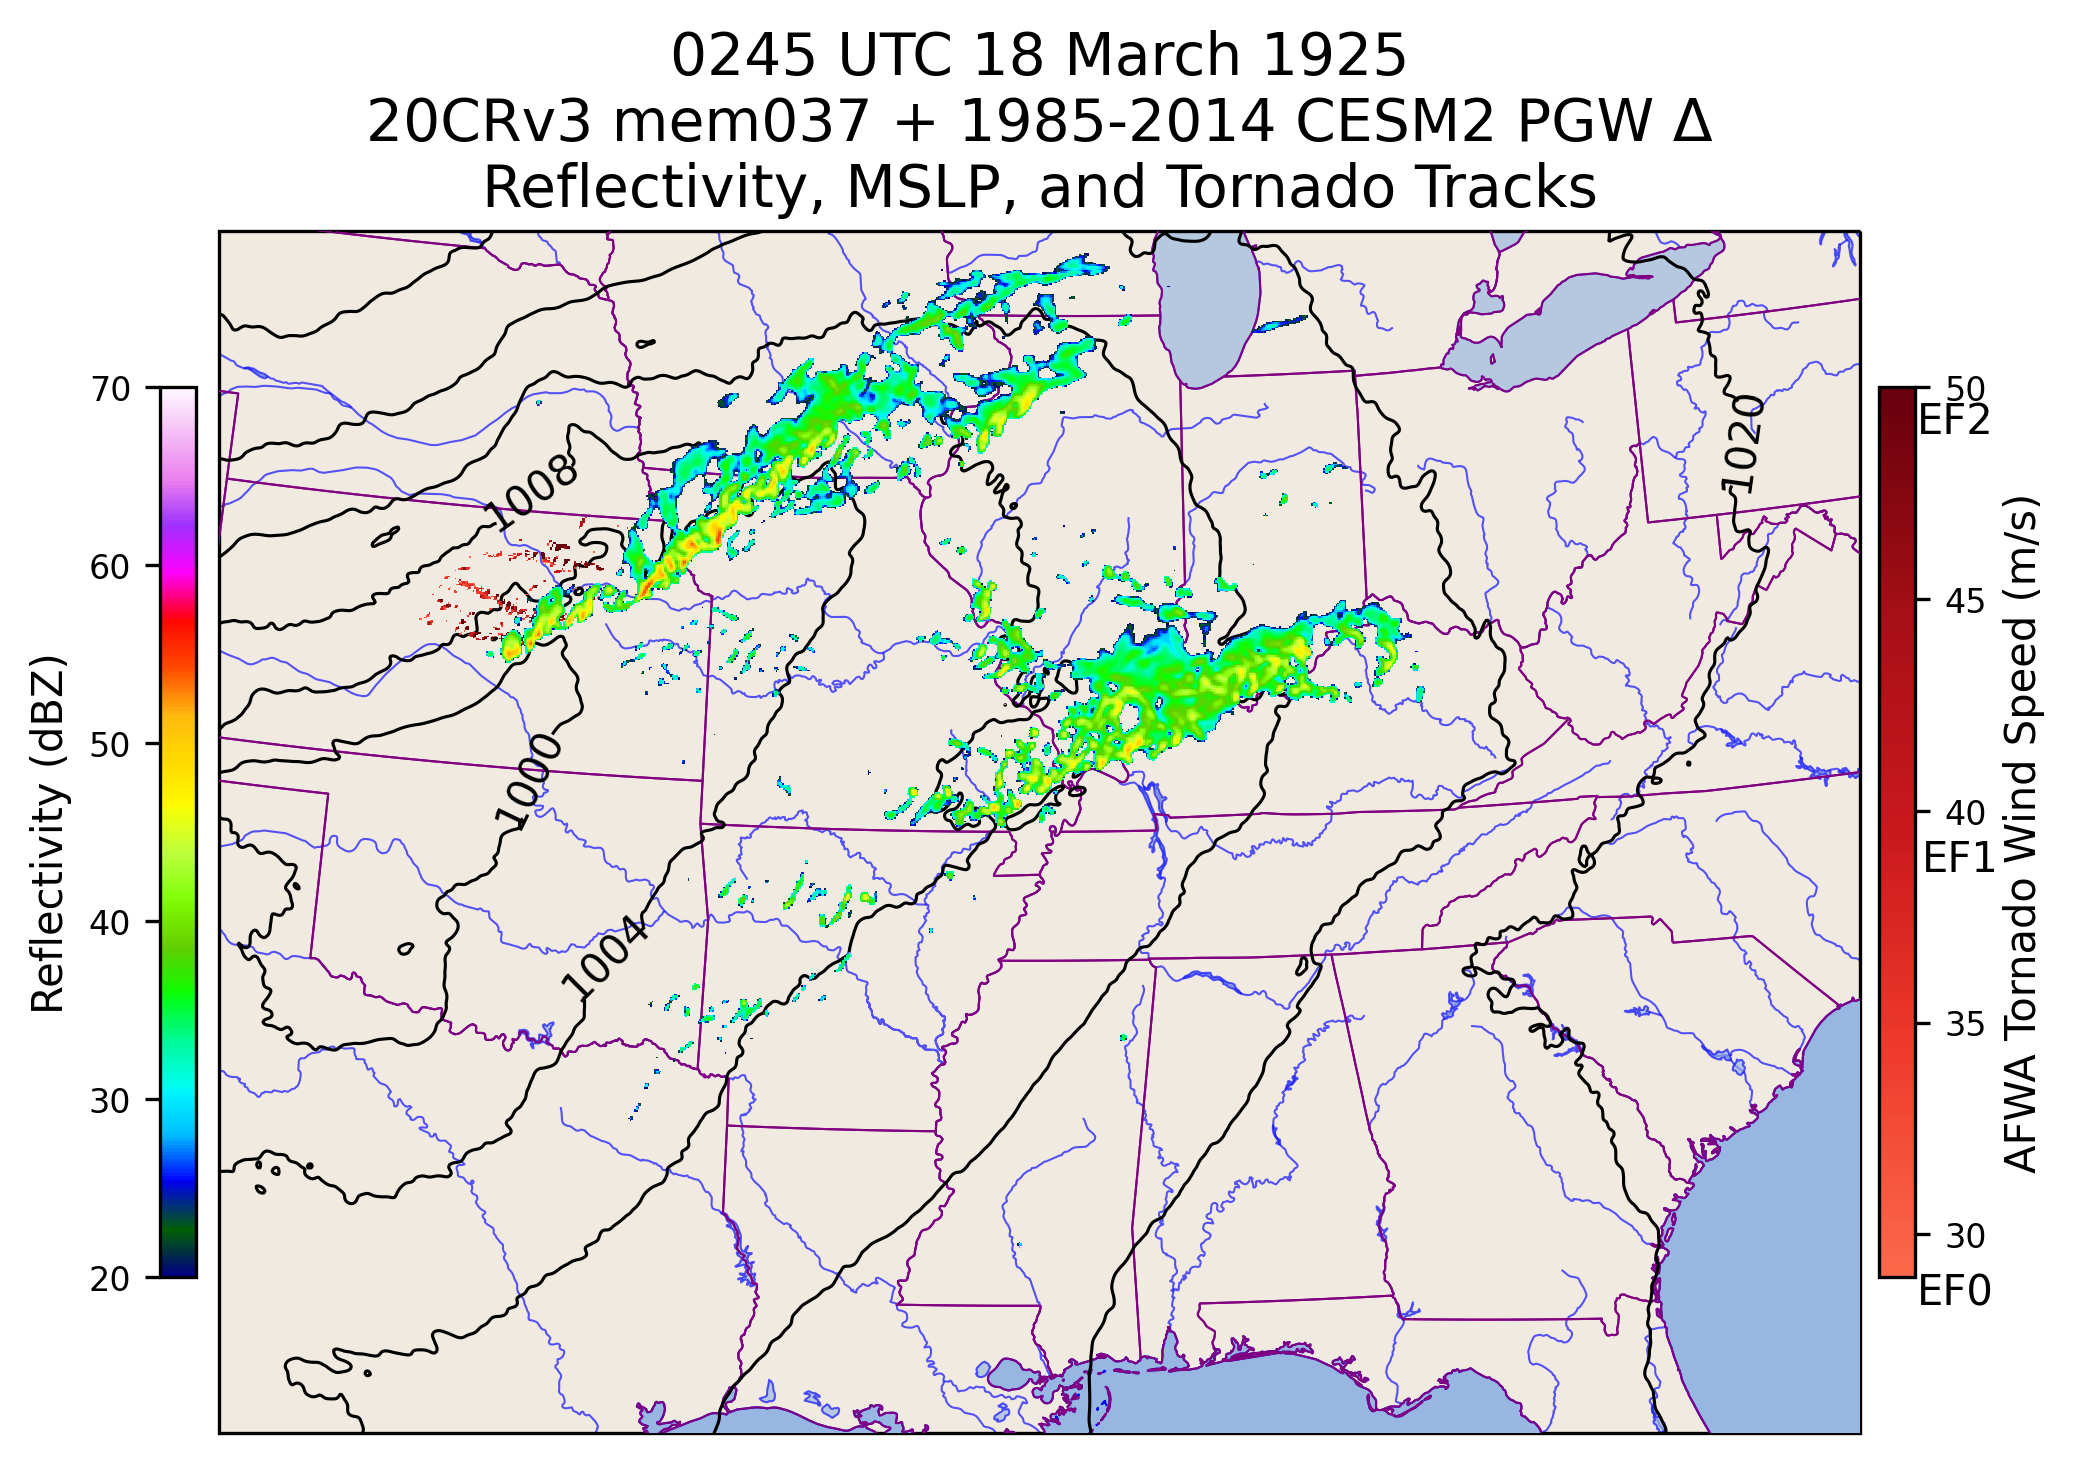 0245 UTC 18 March 1925
20CRv3 mem037 + 1985-2014 CESM2 PGW Δ
Reflectivity, MSLP, and Tornado Tracks
Reflectivity (dBZ)
70
60
50
40
30
20
1008
1000
1004
1020
50
EF2
45
40
EF1
35
30
EF0
AFWA Tornado Wind Speed (m/s)